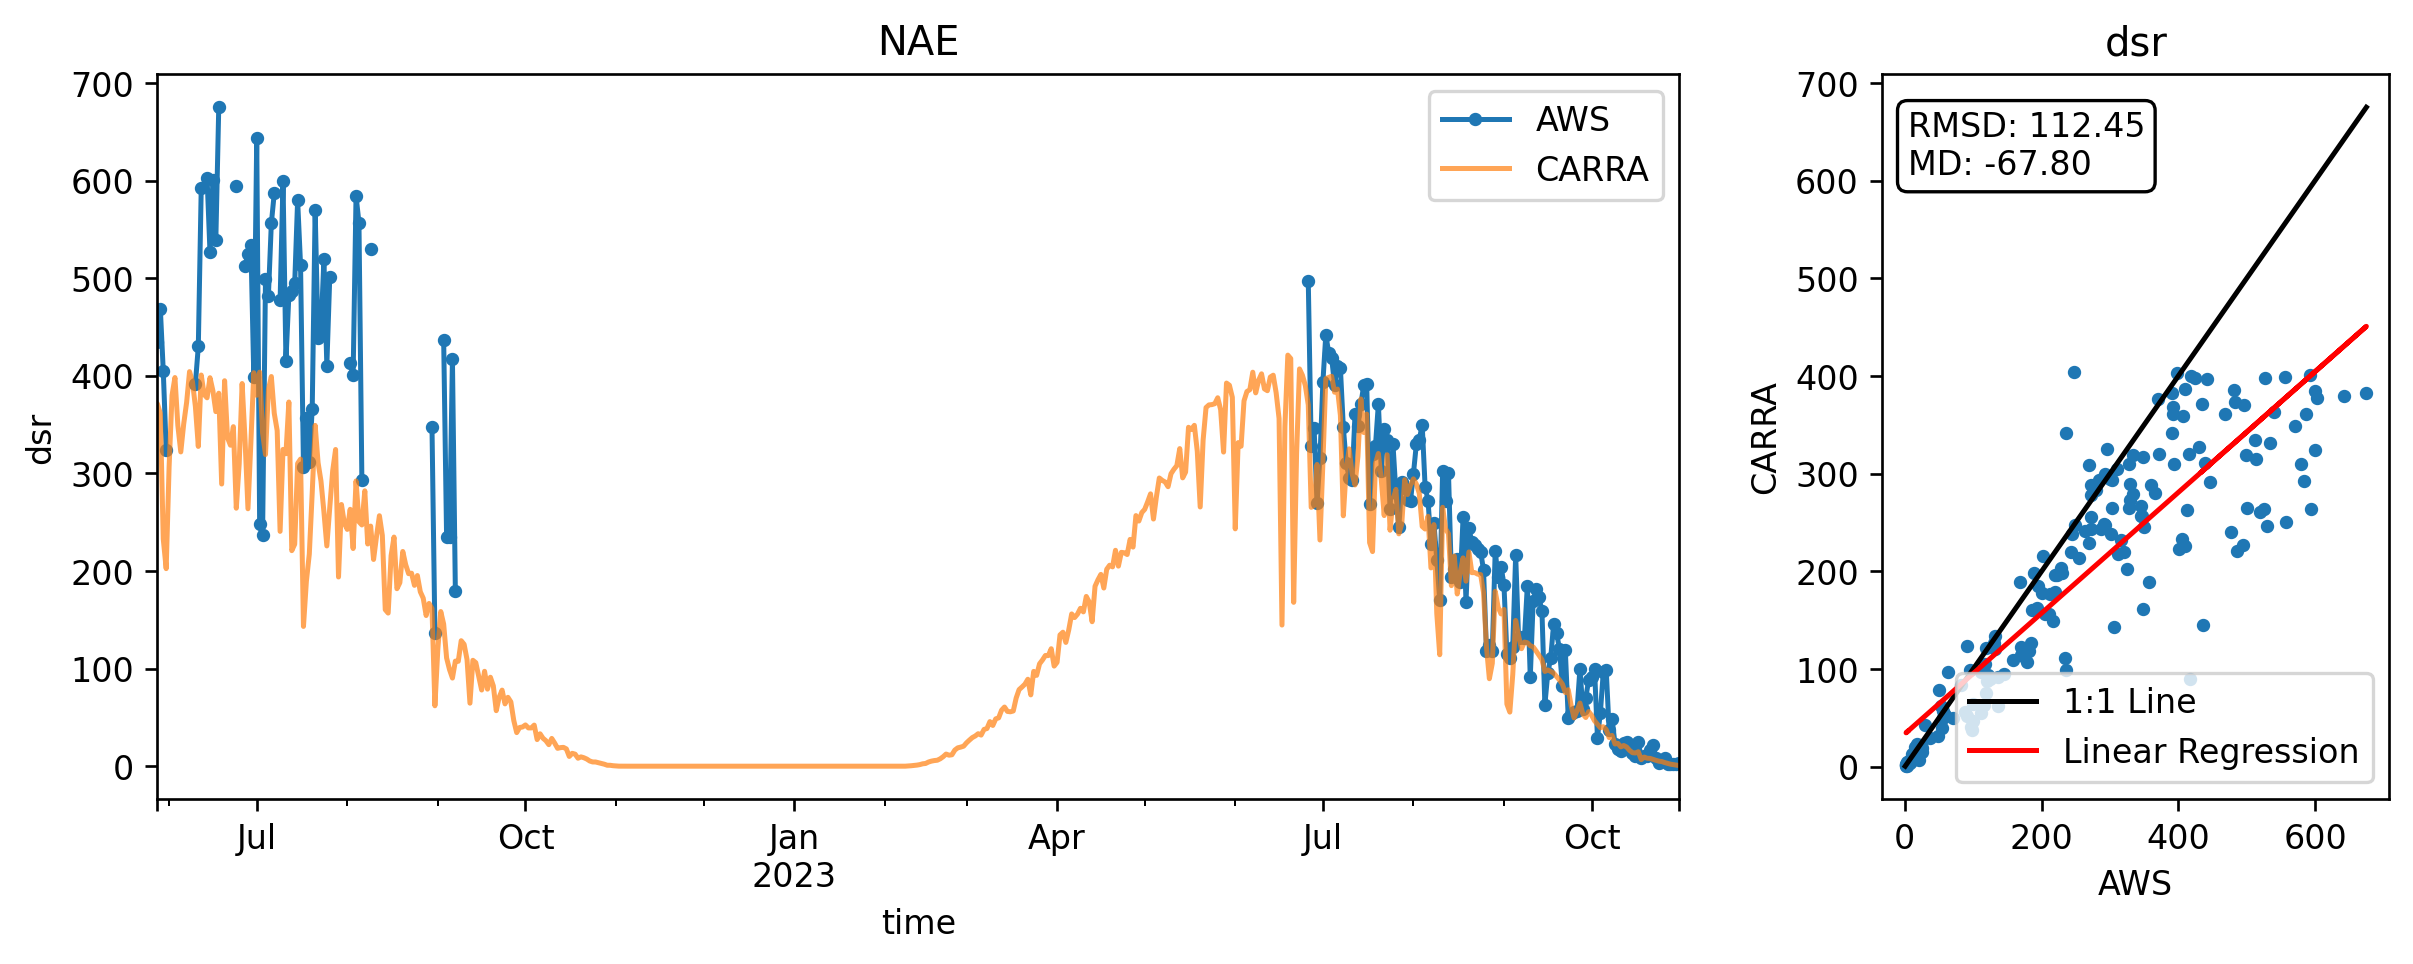 NAE
dsr
700
600
500
400
300
200
100
0
dsr
AWS
CARRA
Jul
Oct
Jan
2023
Apr
Jul
Oct
time
dsr
700
600
500
400
300
200
100
0
CARRA
RMSD: 112.45
MD: -67.80
1:1 Line
Linear Regression
0
200
400
600
AWS